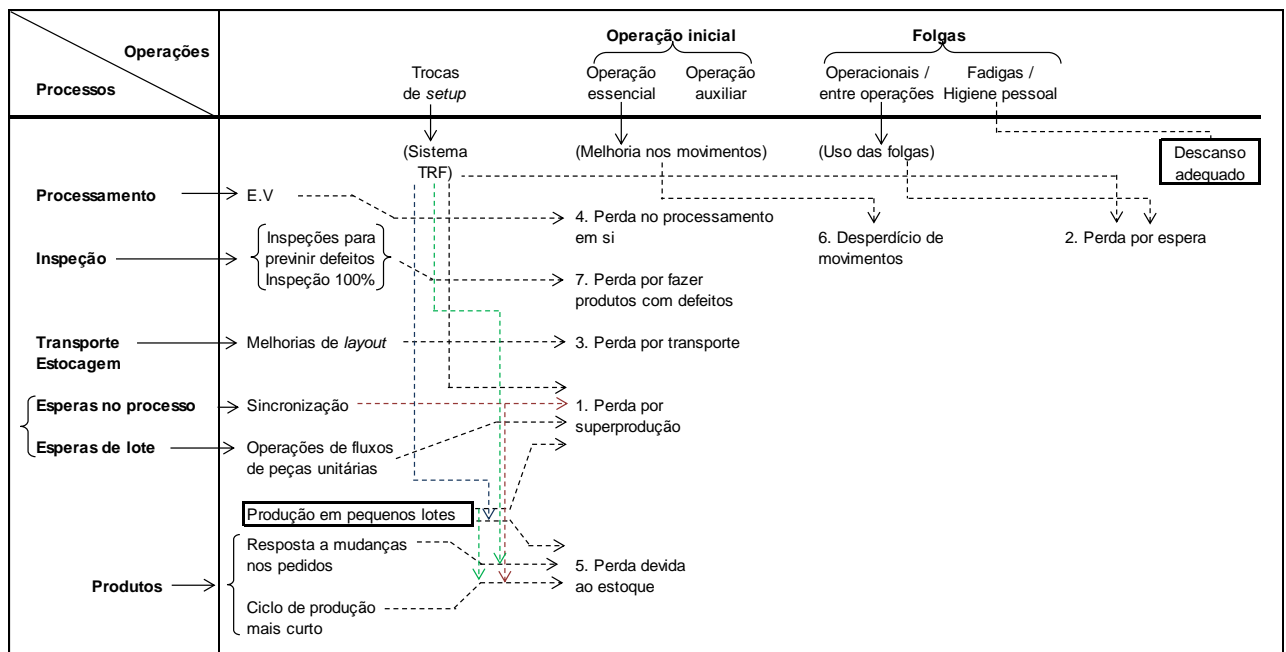 Operações
Processos
Operação inicial
Folgas
Trocas
de setup
Operação
essencial
Operação
auxiliar
Operacionais /
entre operações
Fadigas /
Higiene pessoal
(Sistema
TRF)
(Melhoria nos movimentos)
(Uso das folgas)
Descanso
adequado
Processamento
E.V
4. Perda no processamento
em si
6. Desperdício de
movimentos
2. Perda por espera
Inspeção
Inspeções para
previnir defeitos
Inspeção 100%
7. Perda por fazer
produtos com defeitos
Transporte
Estocagem
Melhorias de layout
3. Perda por transporte
Esperas no processo
Sincronização
1. Perda por
superprodução
Esperas de lote
Operações de fluxos
de peças unitárias
Produção em pequenos lotes
Produtos
Resposta a mudanças
nos pedidos
5. Perda devida
ao estoque
Ciclo de produção
mais curto